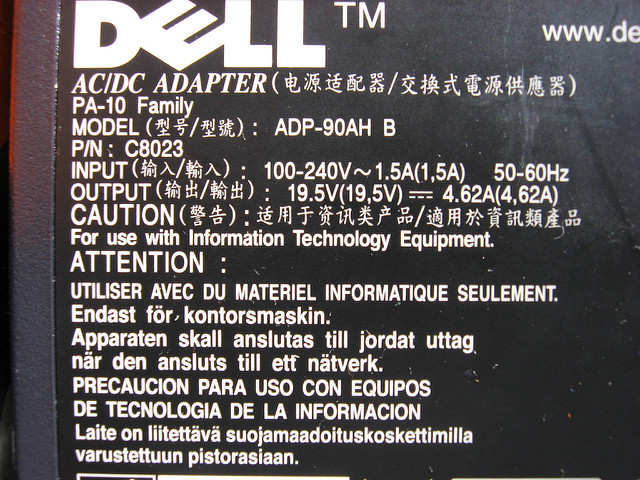 DELL™
www.de
AC/DC ADAPTER(电源适配器/交換式電源供應器)
PA-10 Family
MODEL(型号/型號): ADP-90AH B
P/N: C8023
INPUT(输入/輸入): 100-240V～1.5A(1,5A) 50-60Hz
OUTPUT(输出/輸出): 19.5V(19,5V) ⎓ 4.62A(4,62A)
CAUTION(警告):适用于资讯类产品/適用於資訊類產品
For use with Information Technology Equipment.
ATTENTION :
UTILISER AVEC DU MATERIEL INFORMATIQUE SEULEMENT.
Endast för kontorsmaskin.
Apparaten skall anslutas till jordat uttag
när den ansluts till ett nätverk.
PRECAUCION PARA USO CON EQUIPOS
DE TECNOLOGIA DE LA INFORMACION
Laite on liitettävä suojamaadoituskoskettimilla
varustettuun pistorasiaan.